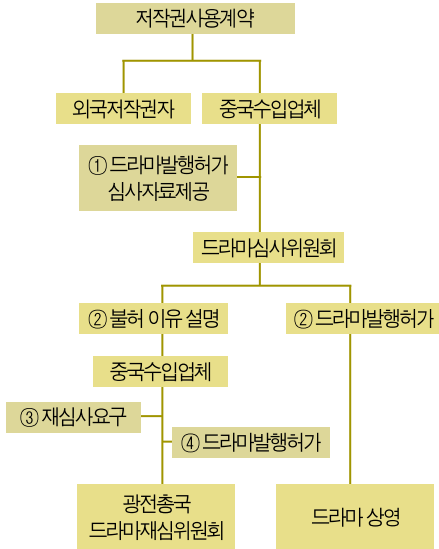 저작권사용계약
외국저작권자
중국수입업체
① 드라마발행허가
심사자료제공
드라마심사위원회
② 불허 이유 설명
② 드라마발행허가
중국수입업체
③ 재심사요구
④ 드라마발행허가
광전총국
드라마재심위원회
드라마 상영